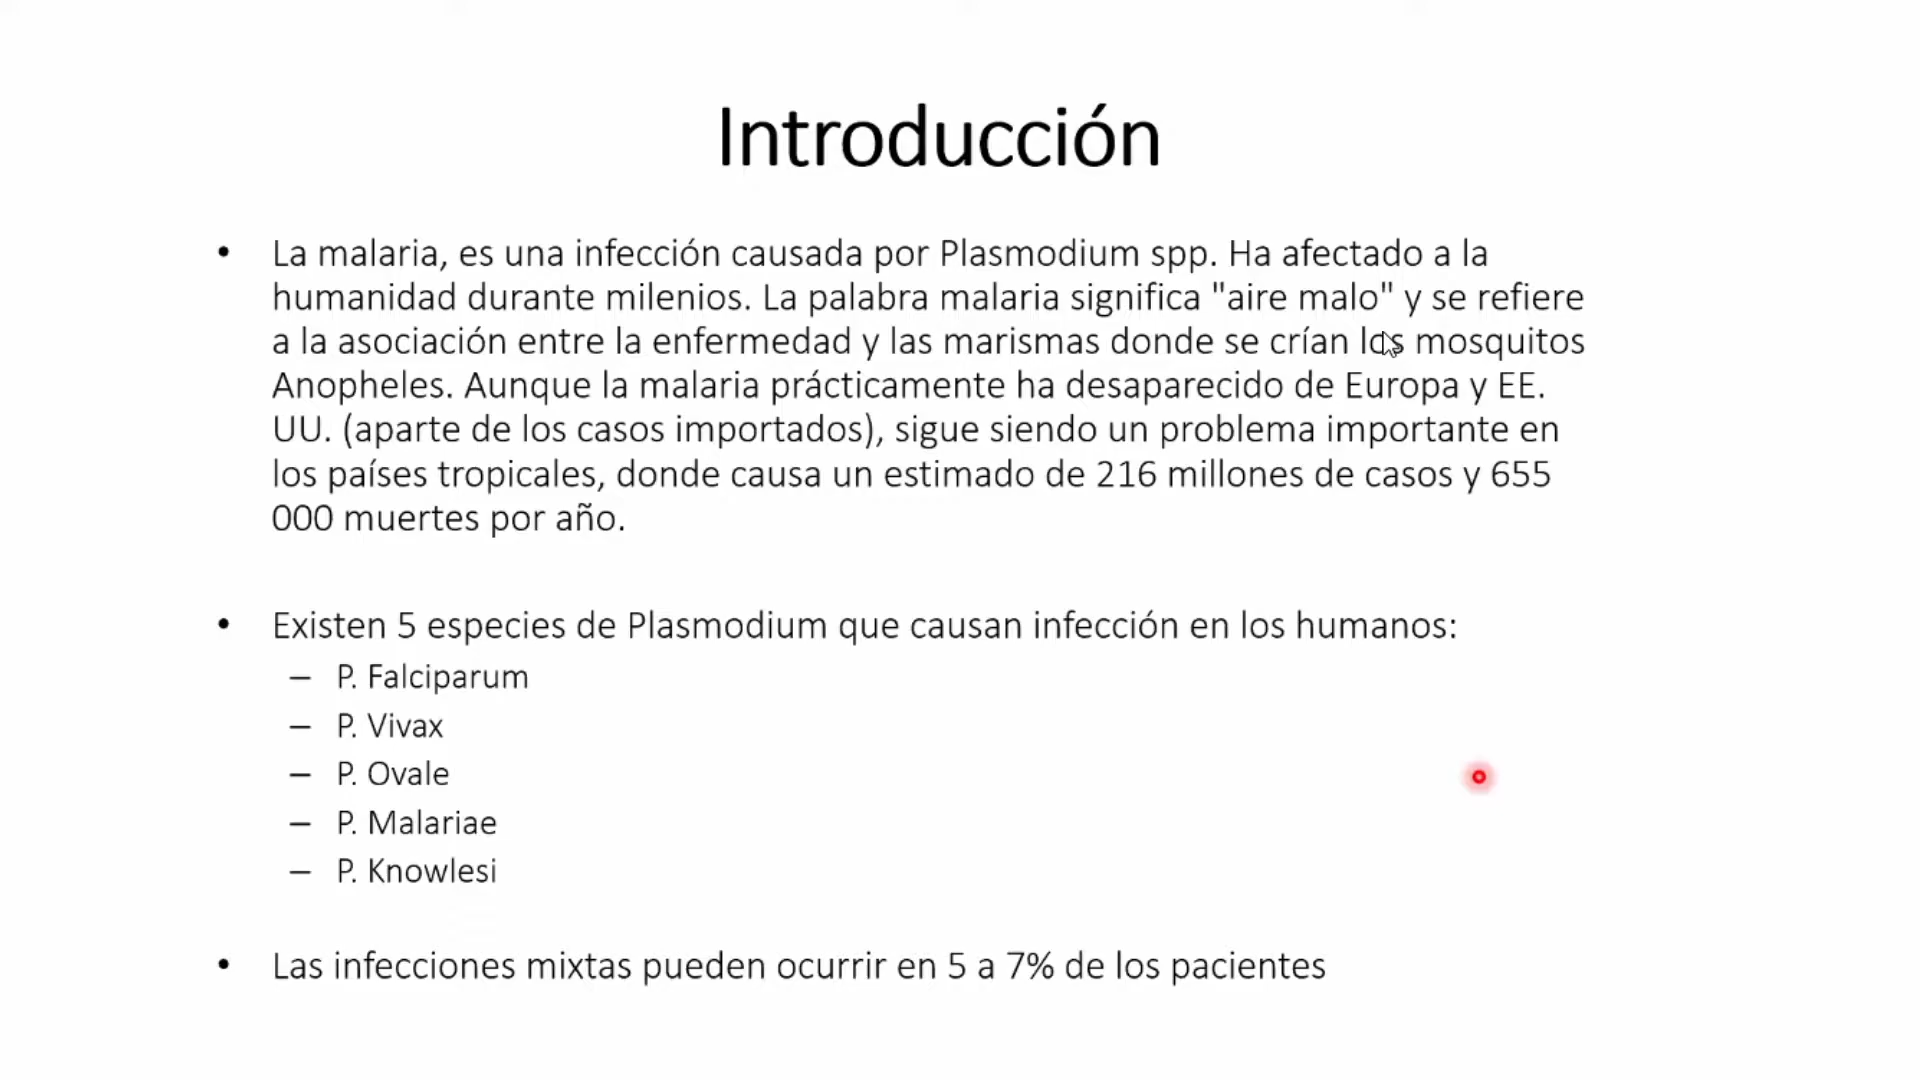 Introducción
• La malaria, es una infección causada por Plasmodium spp. Ha afectado a la
humanidad durante milenios. La palabra malaria significa "aire malo" y se refiere
a la asociación entre la enfermedad y las marismas donde se crían los mosquitos
Anopheles. Aunque la malaria prácticamente ha desaparecido de Europa y EE.
UU. (aparte de los casos importados), sigue siendo un problema importante en
los países tropicales, donde causa un estimado de 216 millones de casos y 655
000 muertes por año.
• Existen 5 especies de Plasmodium que causan infección en los humanos:
– P. Falciparum
– P. Vivax
– P. Ovale
– P. Malariae
– P. Knowlesi
• Las infecciones mixtas pueden ocurrir en 5 a 7% de los pacientes